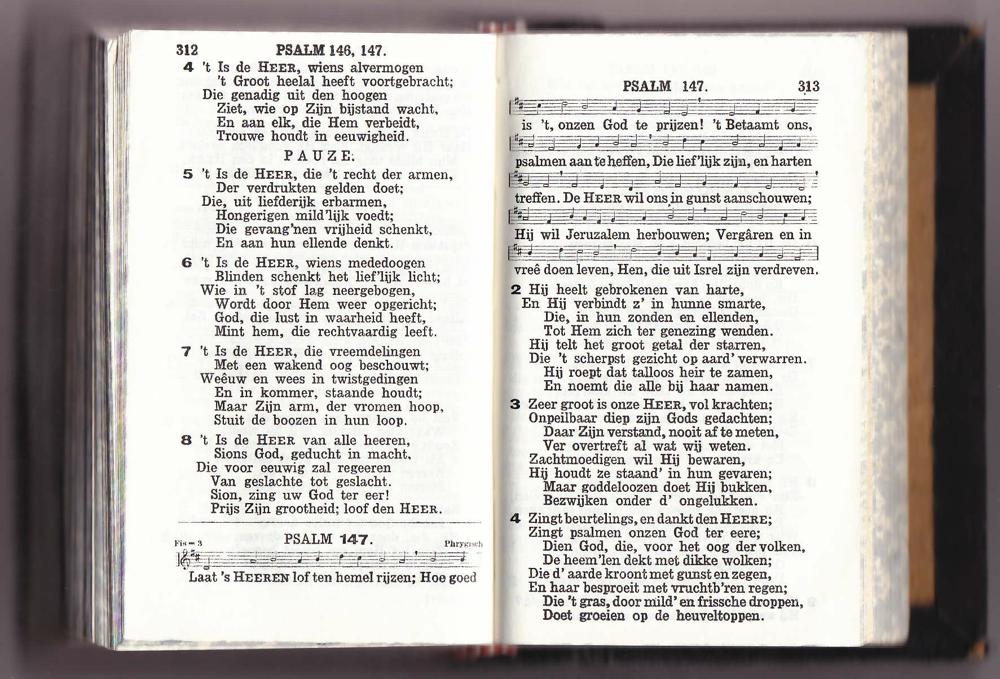 312 PSALM 146, 147.
4 't Is de HEER, wiens alvermogen
't Groot heelal heeft voortgebracht;
Die genadig uit den hoogen
Ziet, wie op Zijn bijstand wacht,
En aan elk, die Hem verbeidt,
Trouwe houdt in eeuwigheid.
PAUZE.
5 't Is de HEER, die 't recht der armen,
Der verdrukten gelden doet;
Die, uit liefderijk erbarmen,
Hongerigen mild'lijk voedt;
Die gevang'nen vrijheid schenkt,
En aan hun ellende denkt.
6 't Is de HEER, wiens mededoogen
Blinden schenkt het lief'lijk licht;
Wie in 't stof lag neergebogen,
Wordt door Hem weer opgericht;
God, die lust in waarheid heeft,
Mint hem, die rechtvaardig leeft.
7 't Is de HEER, die vreemdelingen
Met een wakend oog beschouwt;
Weêuw en wees in twistgedingen
En in kommer, staande houdt;
Maar Zijn arm, der vromen hoop,
Stuit de boozen in hun loop.
8 't Is de HEER van alle heeren,
Sions God, geducht in macht,
Die voor eeuwig zal regeeren
Van geslachte tot geslacht.
Sion, zing uw God ter eer!
Prijs Zijn grootheid; loof den HEER.
Fis = 3 PSALM 147. Phrygisch
Laat 's HEEREN lof ten hemel rijzen; Hoe goed
PSALM 147. 313
is 't, onzen God te prijzen! 't Betaamt ons,
psalmen aan te heffen, Die lief'lijk zijn, en harten
treffen. De HEER wil ons in gunst aanschouwen;
Hij wil Jeruzalem herbouwen; Vergâren en in
vreê doen leven, Hen, die uit Isrel zijn verdreven.
2 Hij heelt gebrokenen van harte,
En Hij verbindt z' in hunne smarte,
Die, in hun zonden en ellenden,
Tot Hem zich ter genezing wenden.
Hij telt het groot getal der starren,
Die 't scherpst gezicht op aard' verwarren.
Hij roept dat talloos heir te zamen,
En noemt die alle bij haar namen.
3 Zeer groot is onze HEER, vol krachten;
Onpeilbaar diep zijn Gods gedachten;
Daar Zijn verstand, nooit af te meten,
Ver overtreft al wat wij weten.
Zachtmoedigen wil Hij bewaren,
Hij houdt ze staand' in hun gevaren;
Maar goddeloozen doet Hij bukken,
Bezwijken onder d' ongelukken.
4 Zingt beurtelings, en dankt den HEERE;
Zingt psalmen onzen God ter eere;
Dien God, die, voor het oog der volken,
De heem'len dekt met dikke wolken;
Die d' aarde kroont met gunst en zegen,
En haar besproeit met vruchtb'ren regen;
Die 't gras, door mild' en frissche droppen,
Doet groeien op de heuveltoppen.